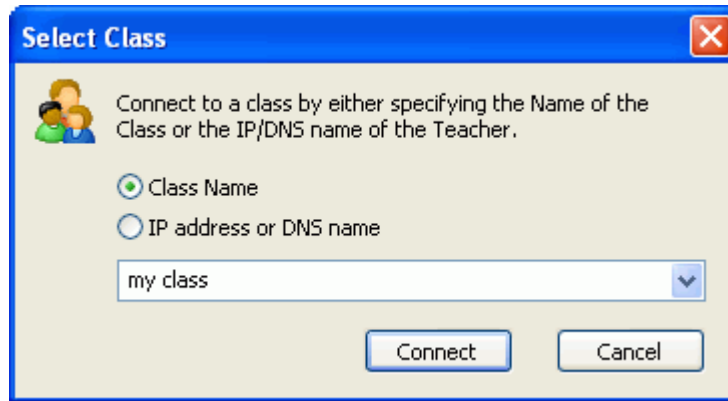 Select Class
Connect to a class by either specifying the Name of the
Class or the IP/DNS name of the Teacher.
Class Name
IP address or DNS name
my class
Connect
Cancel